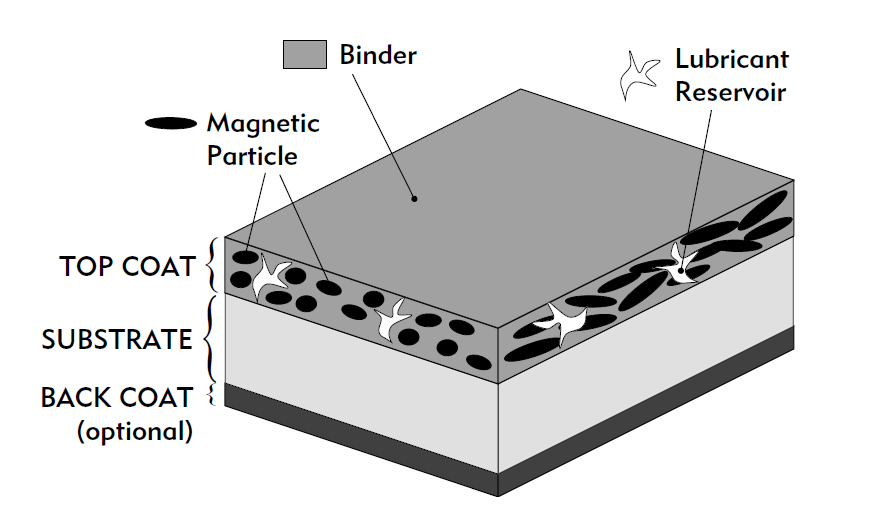 Binder
Lubricant
Reservoir
Magnetic
Particle
TOP COAT
SUBSTRATE
BACK COAT
(optional)